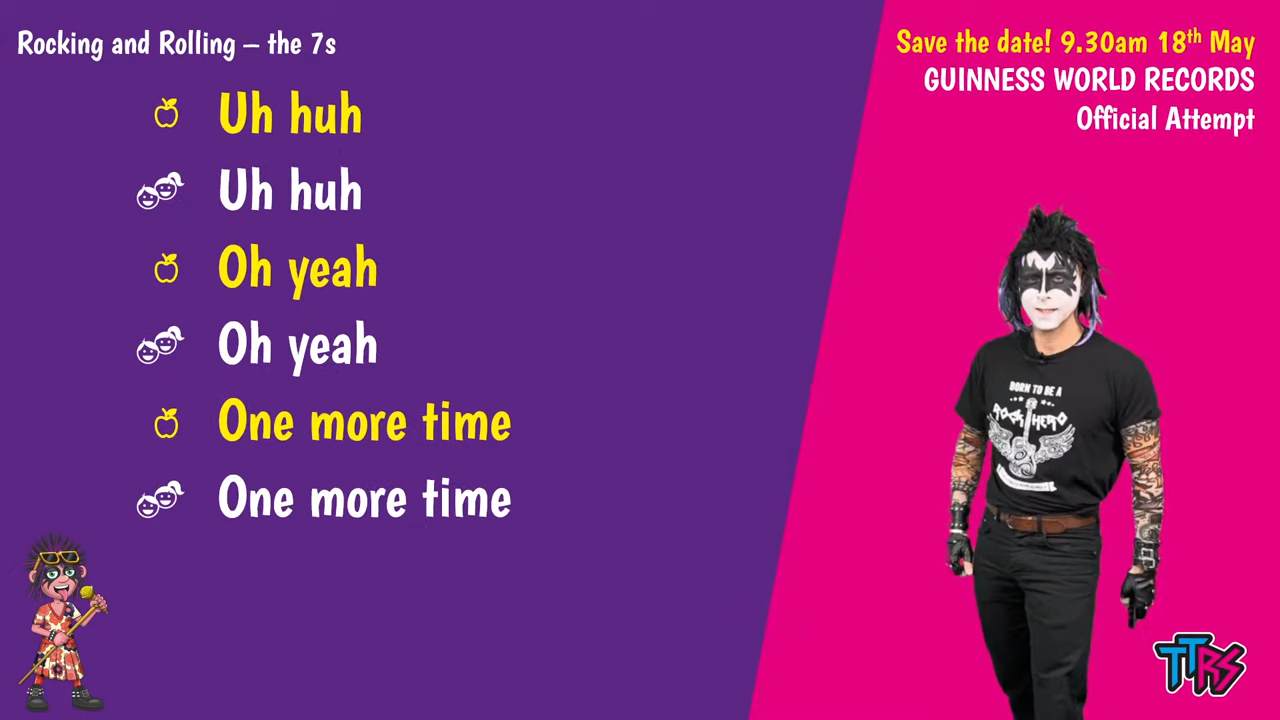 Rocking and Rolling – the 7s
Save the date! 9.30am 18th May
GUINNESS WORLD RECORDS
Official Attempt
Uh huh
Uh huh
Oh yeah
Oh yeah
One more time
One more time
BORN TO BE A
ROCK HERO
TTRS